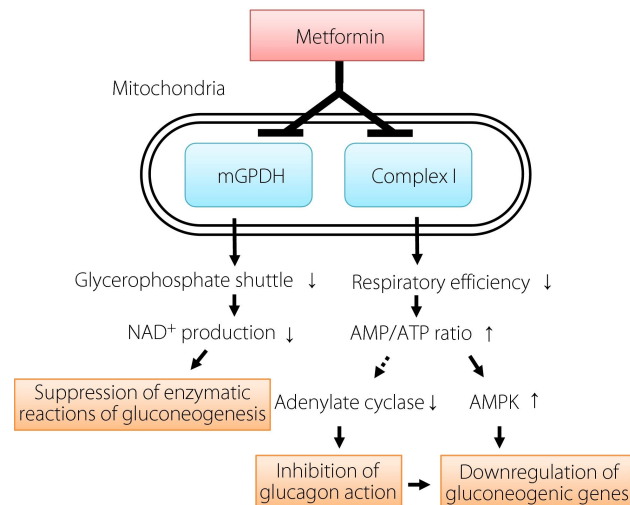 Metformin
Mitochondria
mGPDH
Complex I
Glycerophosphate shuttle ↓
Respiratory efficiency ↓
NAD⁺ production ↓
AMP/ATP ratio ↑
Suppression of enzymatic
reactions of gluconeogenesis
Adenylate cyclase ↓
AMPK ↑
Inhibition of
glucagon action
Downregulation of
gluconeogenic genes